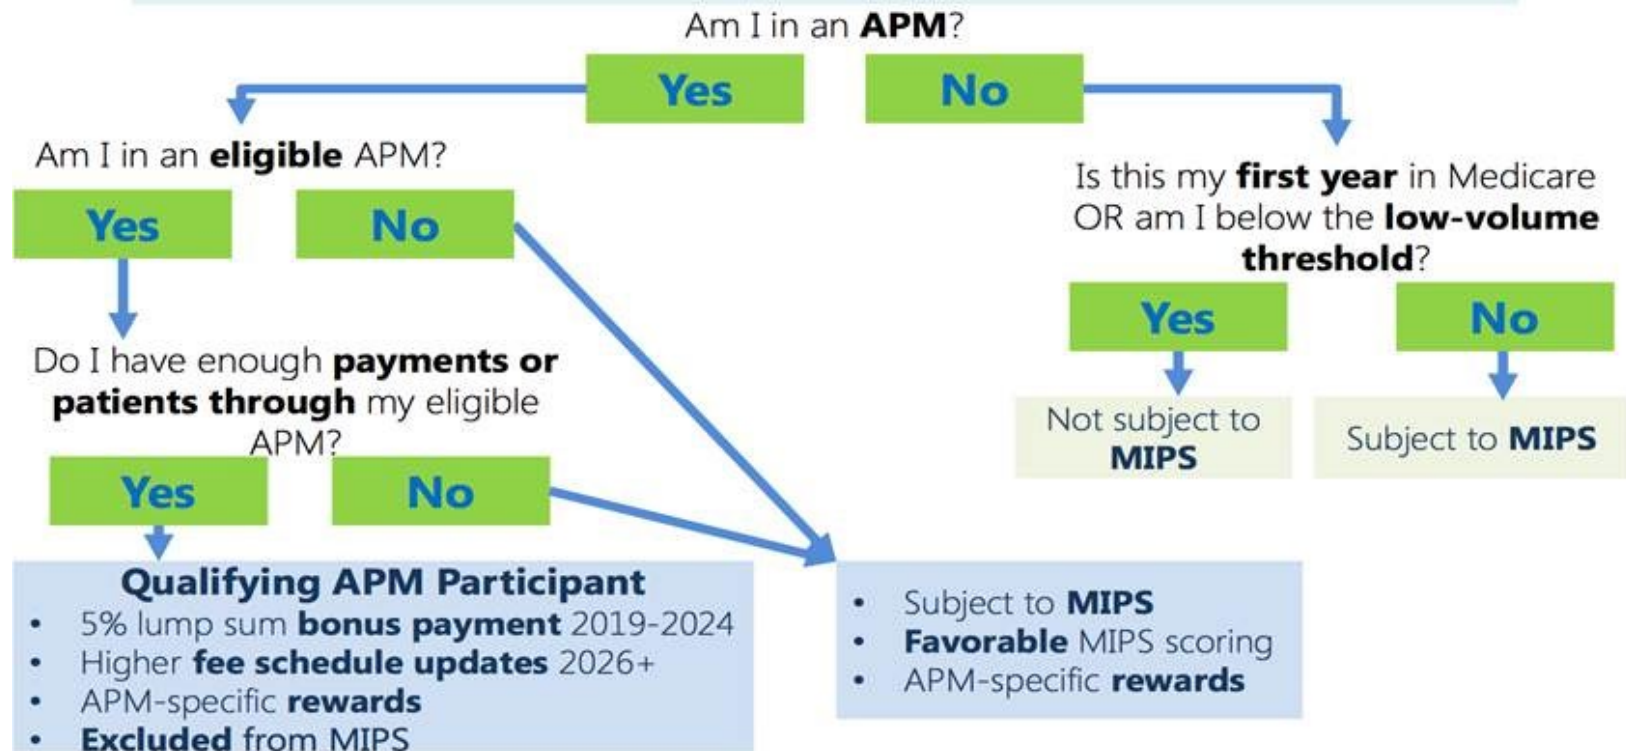 Am I in an APM?
Yes
No
Am I in an eligible APM?
Yes
No
Is this my first year in Medicare
OR am I below the low-volume
threshold?
Yes
No
Do I have enough payments or
patients through my eligible
APM?
Not subject to
MIPS
Subject to MIPS
Yes
No
Qualifying APM Participant
• 5% lump sum bonus payment 2019-2024
• Higher fee schedule updates 2026+
• APM-specific rewards
• Excluded from MIPS
• Subject to MIPS
• Favorable MIPS scoring
• APM-specific rewards